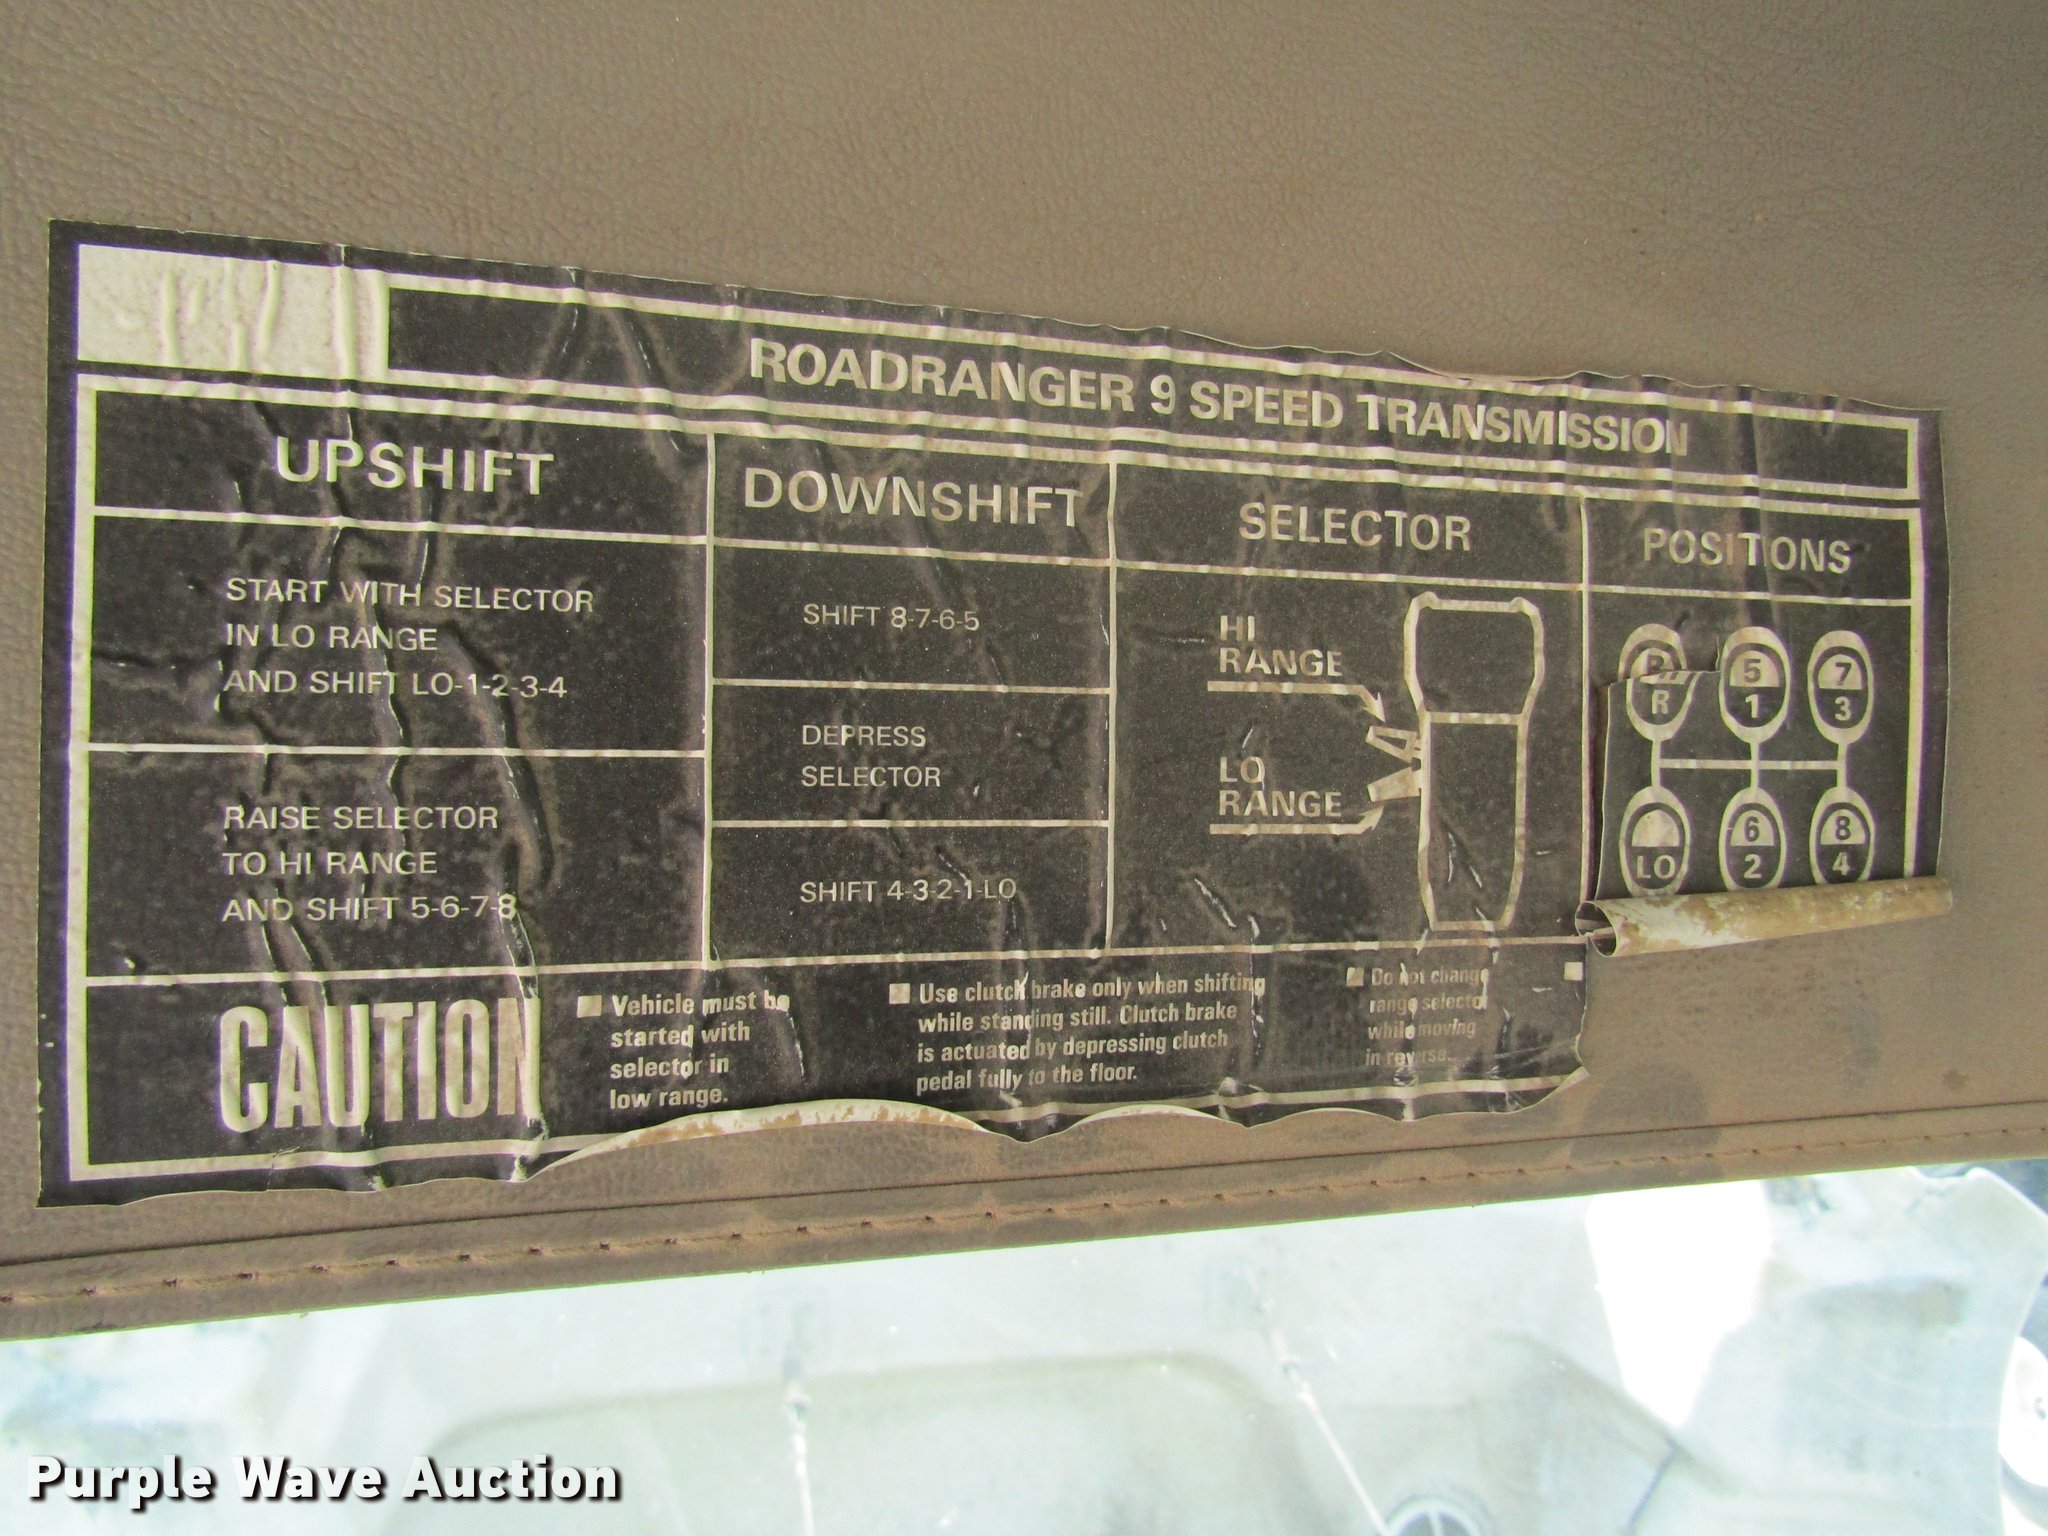 ROADRANGER 9 SPEED TRANSMISSION
UPSHIFT
START WITH SELECTOR
IN LO RANGE
AND SHIFT LO-1-2-3-4
RAISE SELECTOR
TO HI RANGE
AND SHIFT 5-6-7-8
DOWNSHIFT
SHIFT 8-7-6-5
DEPRESS
SELECTOR
SHIFT 4-3-2-1-LO
SELECTOR
HI
RANGE
LO
RANGE
POSITIONS
R 5 7
R 1 3
6 8
LO 2 4
CAUTION
Vehicle must be
started with
selector in
low range.
Use clutch brake only when shifting
while standing still. Clutch brake
is actuated by depressing clutch
pedal fully to the floor.
Do not change
range selector
while moving
in reverse.
Purple Wave Auction